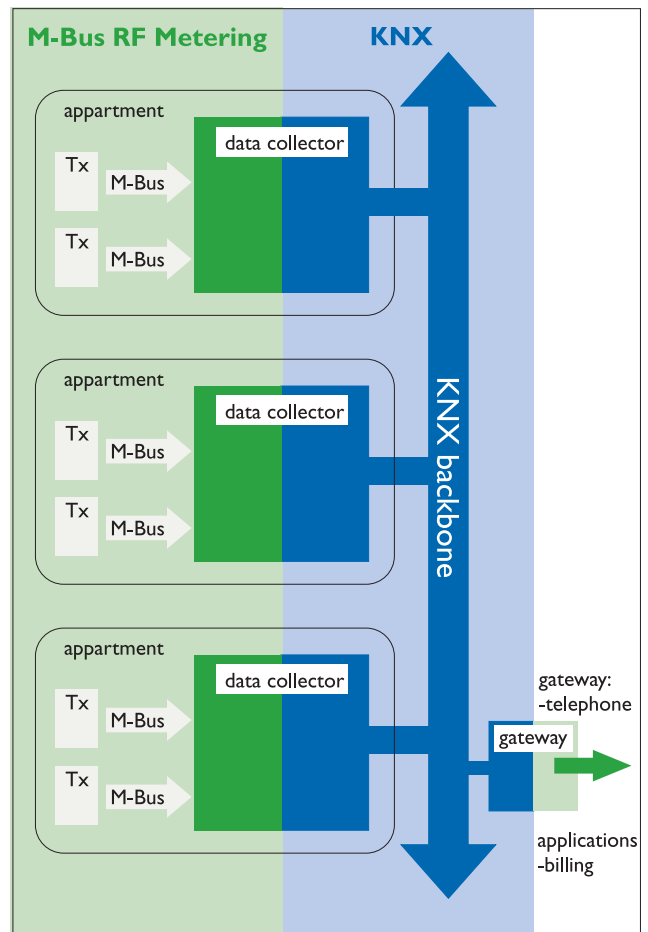 M-Bus RF Metering
KNX
appartment
data collector
Tx
M-Bus
Tx
M-Bus
appartment
data collector
Tx
M-Bus
Tx
M-Bus
KNX backbone
appartment
data collector
Tx
M-Bus
Tx
M-Bus
gateway:
-telephone
gateway
applications
-billing